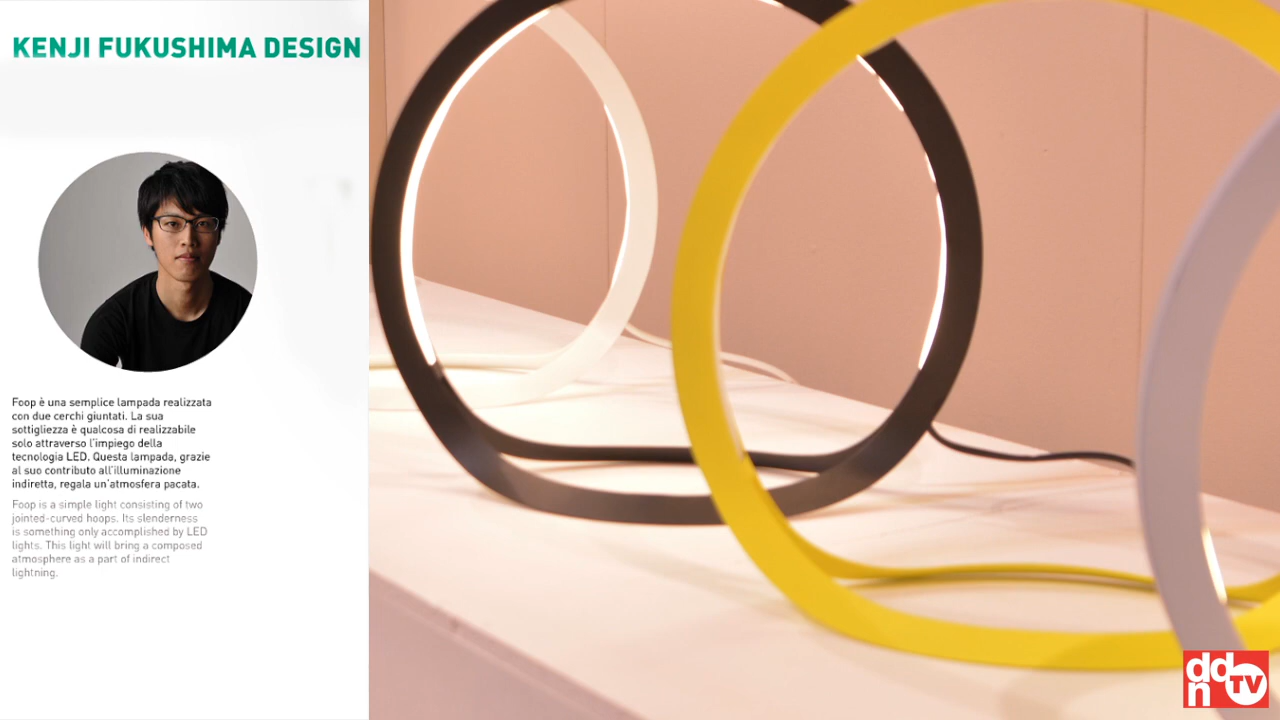 KENJI FUKUSHIMA DESIGN
Foop è una semplice lampada realizzata
con due cerchi giuntati. La sua
sottigliezza è qualcosa di realizzabile
solo attraverso l'impiego della
tecnologia LED. Questa lampada, grazie
al suo contributo all'illuminazione
indiretta, regala un'atmosfera pacata.
Foop is a simple light consisting of two
jointed-curved hoops. Its slenderness
is something only accomplished by LED
lights. This light will bring a composed
atmosphere as a part of indirect
lightning.
ddn TV